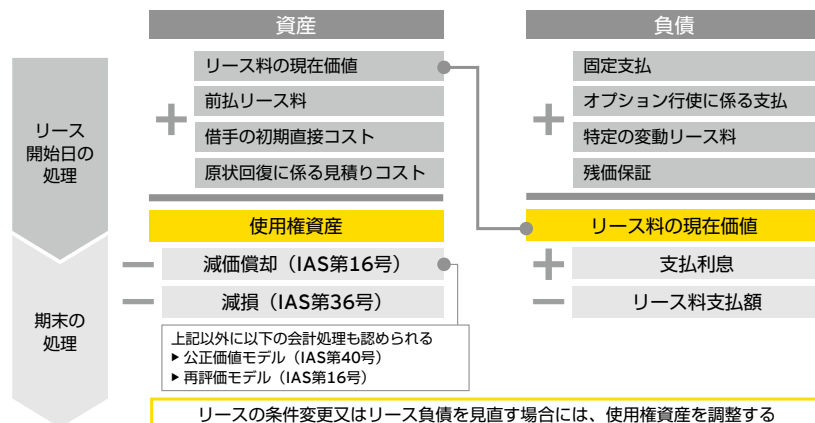 資産
負債
リース
開始日の
処理
リース料の現在価値
前払リース料
借手の初期直接コスト
原状回復に係る見積りコスト
固定支払
オプション行使に係る支払
特定の変動リース料
残価保証
使用権資産
リース料の現在価値
期末の
処理
減価償却（IAS第16号）
減損（IAS第36号）
支払利息
リース料支払額
上記以外に以下の会計処理も認められる
▶ 公正価値モデル（IAS第40号）
▶ 再評価モデル（IAS第16号）
リースの条件変更又はリース負債を見直す場合には、使用権資産を調整する